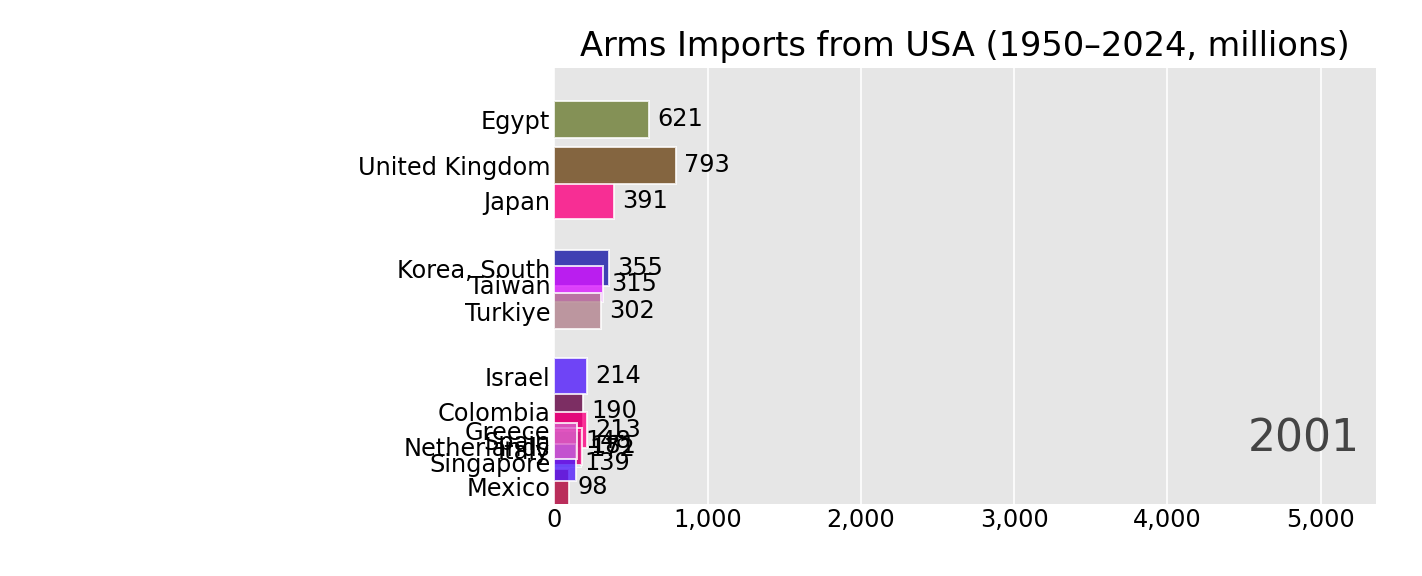 Arms Imports from USA (1950–2024, millions)
Egypt 621
United Kingdom 793
Japan 391
Korea, South 355
Taiwan 315
Turkiye 302
Israel 214
Colombia 190
Greece 213
Spain
Netherlands
Italy
Singapore 139
Mexico 98
2001
0 1,000 2,000 3,000 4,000 5,000